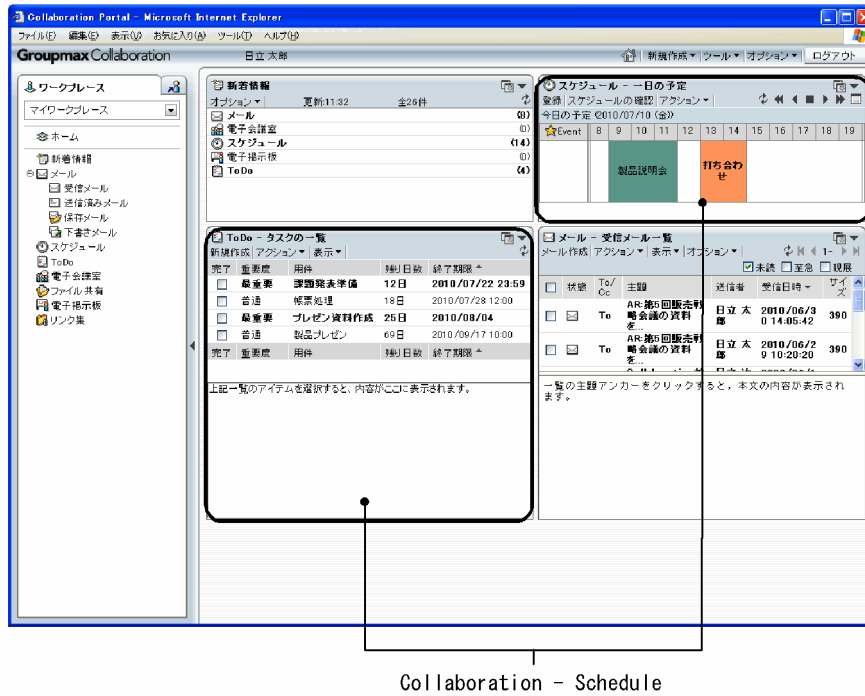 Collaboration Portal - Microsoft Internet Explorer
ファイル(F) 編集(E) 表示(V) お気に入り(A) ツール(T) ヘルプ(H)
Groupmax Collaboration 日立 太郎 新規作成 ツール オプション ログアウト
ワークプレース
マイワークプレース
ホーム
新着情報
メール
受信メール
送信済みメール
保存メール
下書きメール
スケジュール
ToDo
電子会議室
ファイル共有
電子掲示板
リンク集
新着情報
オプション 更新:11:32 全26件
メール (8)
電子会議室 (0)
スケジュール (14)
電子掲示板 (0)
ToDo (4)
スケジュール - 一日の予定
登録 スケジュールの確認 アクション
今日の予定 (2010/07/10 (金))
Event 8 9 10 11 12 13 14 15 16 17 18 19
製品説明会
打ち合わ
せ
ToDo - タスクの一覧
新規作成 アクション 表示
完了 重要度 用件 残り日数 終了期限
最重要 課題発表準備 12日 2010/07/22 23:59
普通 帳票処理 18日 2010/07/28 12:00
最重要 プレゼン資料作成 25日 2010/08/04
普通 製品プレゼン 69日 2010/09/17 10:00
完了 重要度 用件 残り日数 終了期限
上記一覧のアイテムを選択すると、内容がここに表示されます。
メール - 受信メール一覧
メール作成 アクション 表示 オプション 1-
未読 至急 親展
状態 To/Cc 主題 送信者 受信日時 サイズ
To AR:第5回販売戦略会議の資料を... 日立 太郎 2010/06/30 14:05:42 390
To AR:第5回販売戦略会議の資料を... 日立 太郎 2010/06/29 10:20:20 390
一覧の主題アンカーをクリックすると、本文の内容が表示され
ます。
Collaboration - Schedule